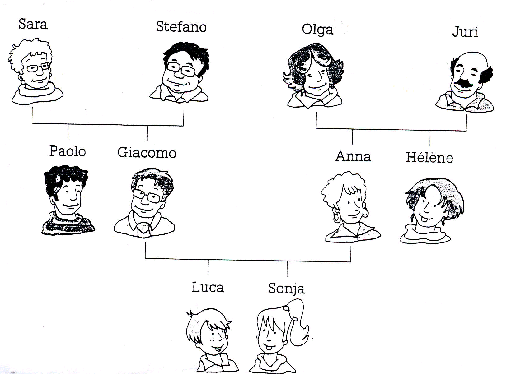 Sara Stefano Olga Juri
Paolo Giacomo Anna Hélène
Luca Sonja